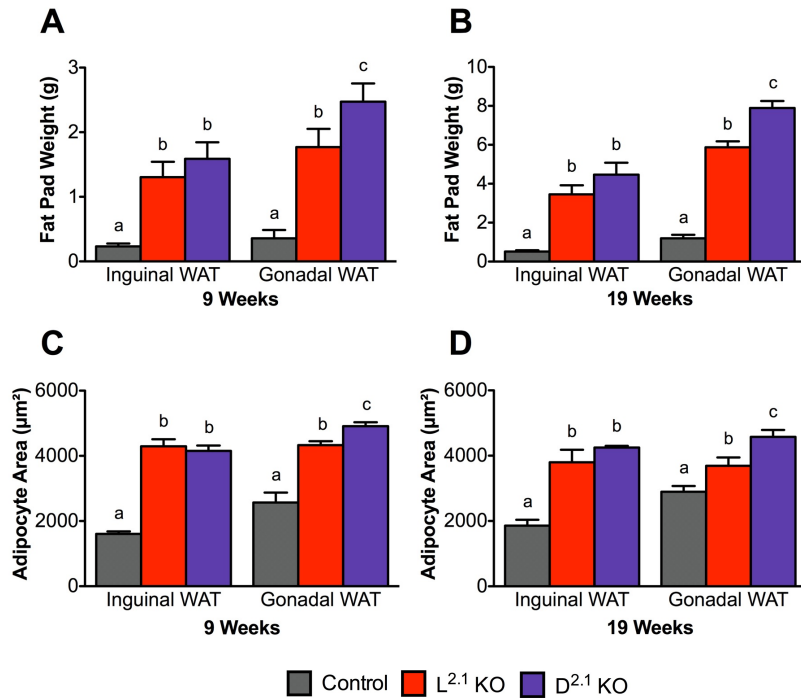 A
Fat Pad Weight (g)
3
2
1
0
a
b
b
a
b
c
Inguinal WAT Gonadal WAT
9 Weeks
B
Fat Pad Weight (g)
10
8
6
4
2
0
a
b
b
a
b
c
Inguinal WAT Gonadal WAT
19 Weeks
C
Adipocyte Area (µm²)
6000
4000
2000
0
a
b
b
a
b
c
Inguinal WAT Gonadal WAT
9 Weeks
D
Adipocyte Area (µm²)
6000
4000
2000
0
a
b
b
a
b
c
Inguinal WAT Gonadal WAT
19 Weeks
Control L²·¹ KO D²·¹ KO